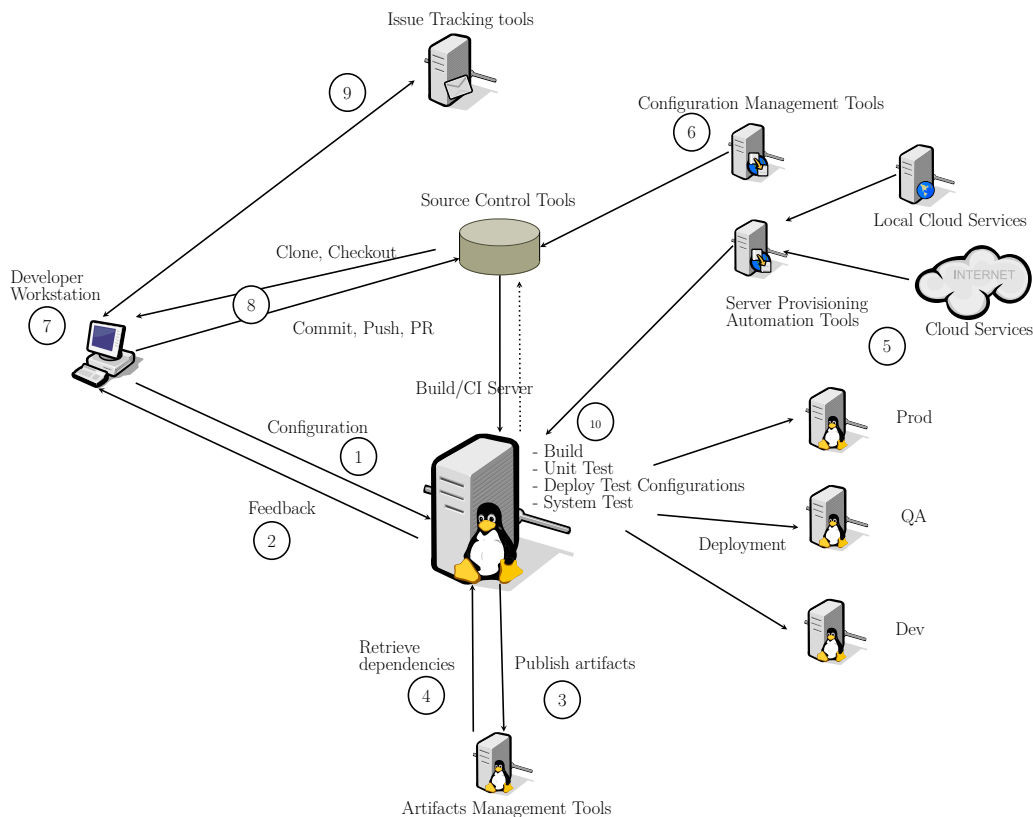 Issue Tracking tools
9
Configuration Management Tools
6
Source Control Tools
Local Cloud Services
Clone, Checkout
INTERNET
Developer
Workstation
7
8
Server Provisioning
Automation Tools
Cloud Services
Commit, Push, PR
5
Build/CI Server
Configuration
1
10
Prod
- Build
- Unit Test
- Deploy Test Configurations
- System Test
Feedback
2
QA
Deployment
Dev
Retrieve
dependencies
4
Publish artifacts
3
Artifacts Management Tools